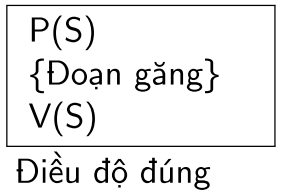 P(S)
{Đoạn găng}
V(S)
Điều độ đúng